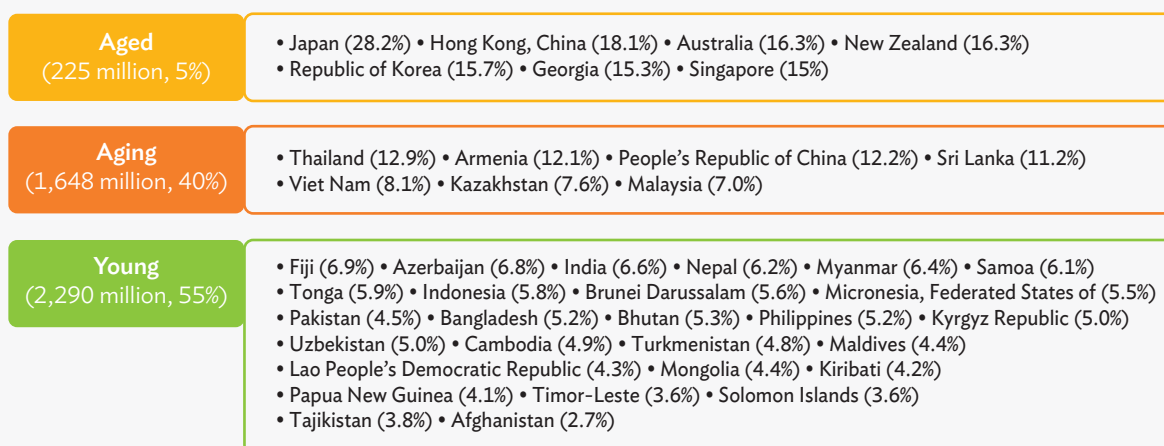 Aged
(225 million, 5%)
• Japan (28.2%) • Hong Kong, China (18.1%) • Australia (16.3%) • New Zealand (16.3%)
• Republic of Korea (15.7%) • Georgia (15.3%) • Singapore (15%)
Aging
(1,648 million, 40%)
• Thailand (12.9%) • Armenia (12.1%) • People’s Republic of China (12.2%) • Sri Lanka (11.2%)
• Viet Nam (8.1%) • Kazakhstan (7.6%) • Malaysia (7.0%)
Young
(2,290 million, 55%)
• Fiji (6.9%) • Azerbaijan (6.8%) • India (6.6%) • Nepal (6.2%) • Myanmar (6.4%) • Samoa (6.1%)
• Tonga (5.9%) • Indonesia (5.8%) • Brunei Darussalam (5.6%) • Micronesia, Federated States of (5.5%)
• Pakistan (4.5%) • Bangladesh (5.2%) • Bhutan (5.3%) • Philippines (5.2%) • Kyrgyz Republic (5.0%)
• Uzbekistan (5.0%) • Cambodia (4.9%) • Turkmenistan (4.8%) • Maldives (4.4%)
• Lao People’s Democratic Republic (4.3%) • Mongolia (4.4%) • Kiribati (4.2%)
• Papua New Guinea (4.1%) • Timor-Leste (3.6%) • Solomon Islands (3.6%)
• Tajikistan (3.8%) • Afghanistan (2.7%)